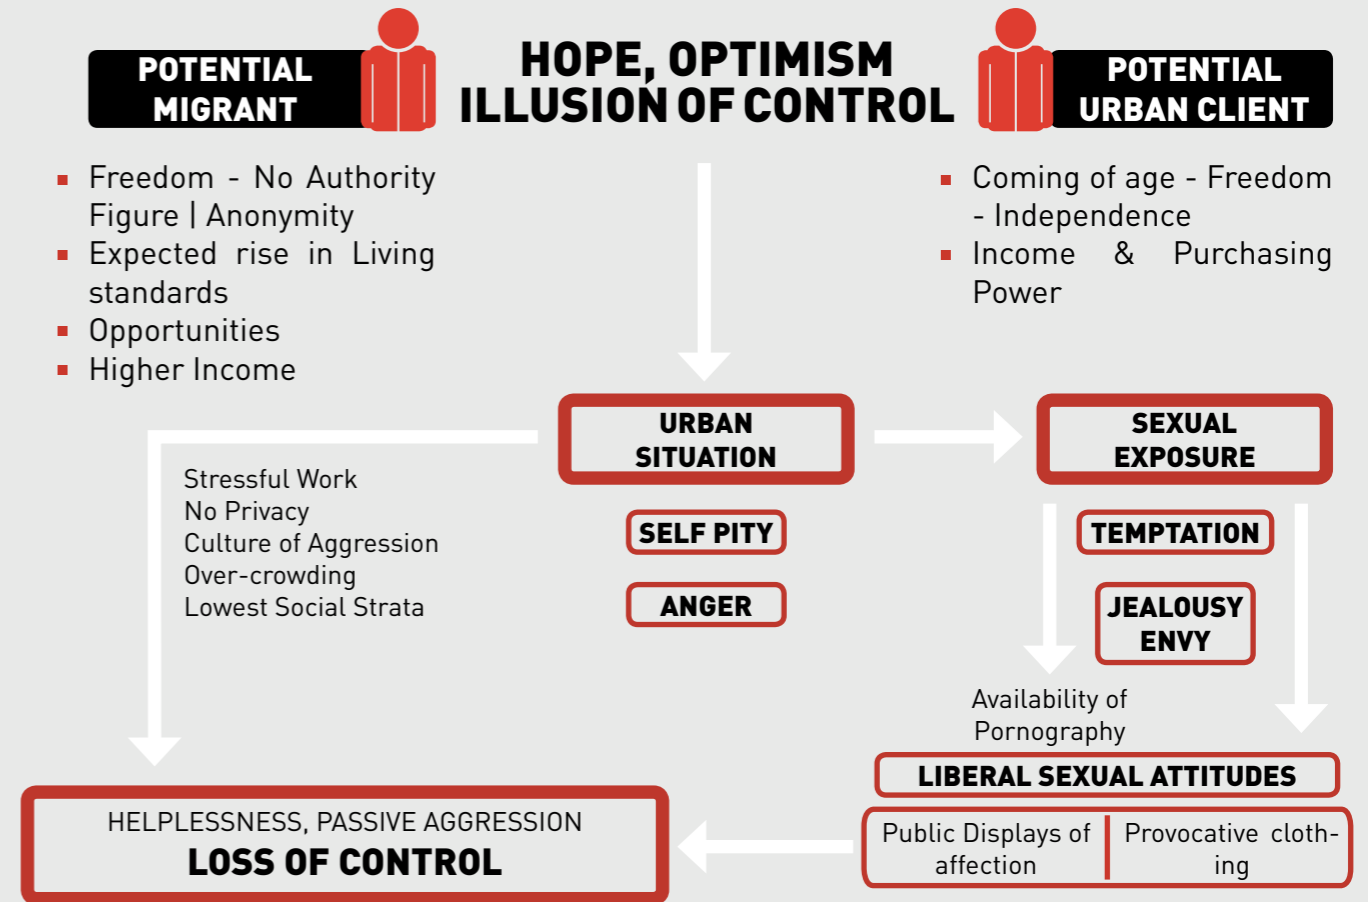 POTENTIAL
MIGRANT
HOPE, OPTIMISM
ILLUSION OF CONTROL
POTENTIAL
URBAN CLIENT
Freedom - No Authority
Figure | Anonymity
Expected rise in Living
standards
Opportunities
Higher Income
Coming of age - Freedom
- Independence
Income & Purchasing
Power
URBAN
SITUATION
SEXUAL
EXPOSURE
Stressful Work
No Privacy
Culture of Aggression
Over-crowding
Lowest Social Strata
SELF PITY
ANGER
TEMPTATION
JEALOUSY
ENVY
Availability of
Pornography
LIBERAL SEXUAL ATTITUDES
Public Displays of
affection
Provocative cloth-
ing
HELPLESSNESS, PASSIVE AGGRESSION
LOSS OF CONTROL